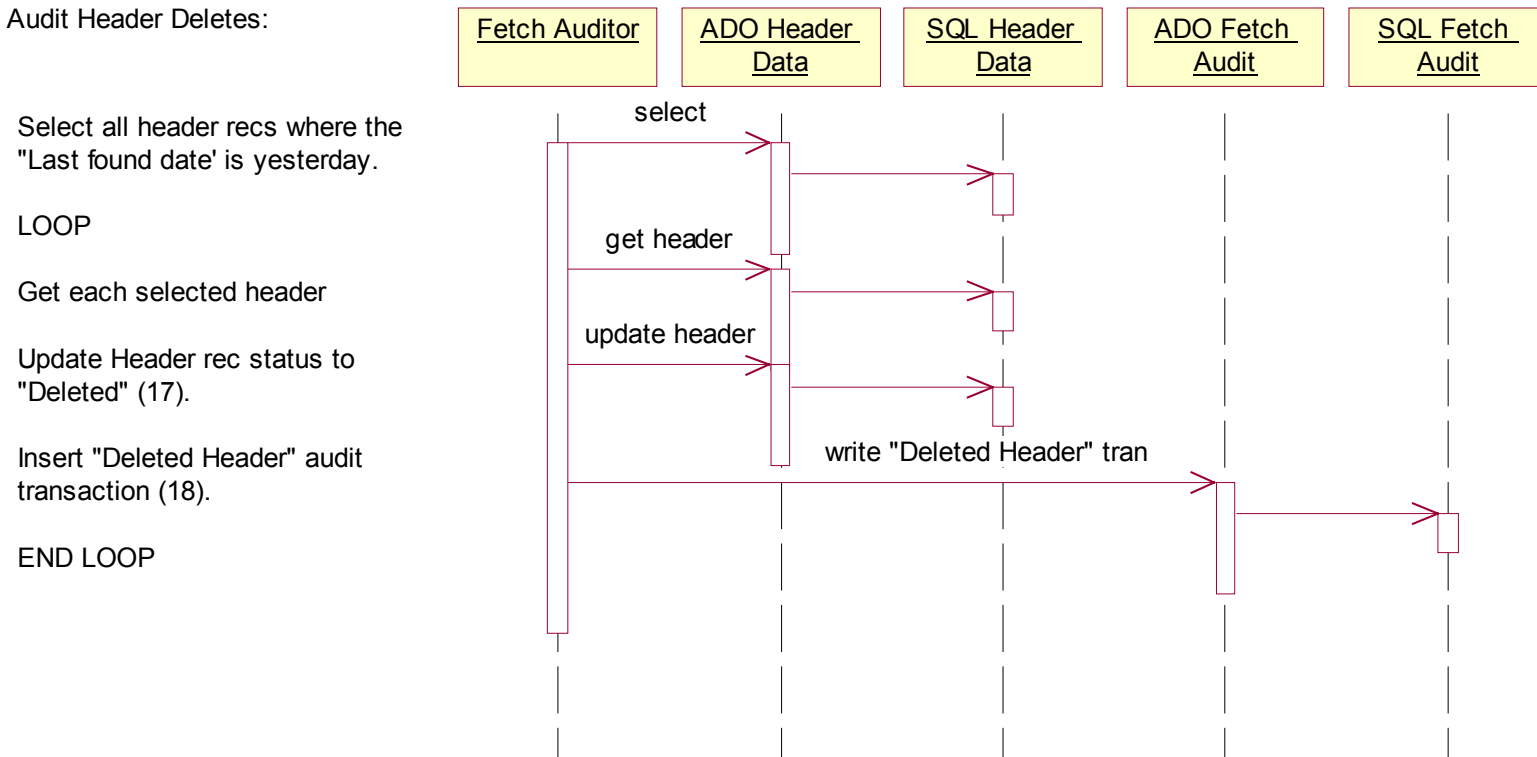 Audit Header Deletes:
Fetch Auditor
ADO Header
Data
SQL Header
Data
ADO Fetch
Audit
SQL Fetch
Audit
select
Select all header recs where the
"Last found date' is yesterday.
LOOP
get header
Get each selected header
update header
Update Header rec status to
"Deleted" (17).
write "Deleted Header" tran
Insert "Deleted Header" audit
transaction (18).
END LOOP